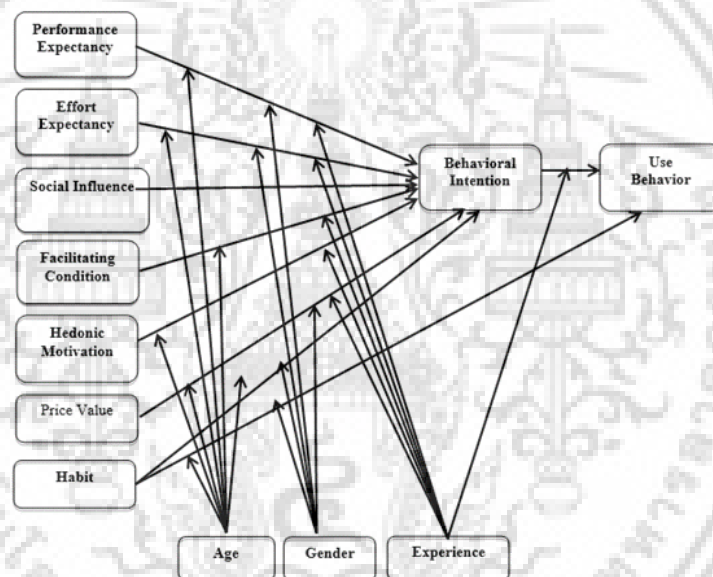 Performance
Expectancy
Effort
Expectancy
Social Influence
Facilitating
Condition
Hedonic
Motivation
Price Value
Habit
Behavioral
Intention
Use
Behavior
Age
Gender
Experience